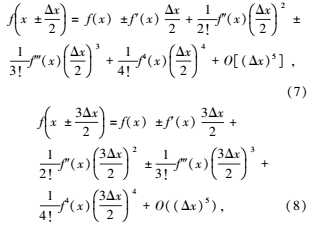 f(x ± Δx/2) = f(x) ± f′(x) Δx/2 + 1/2! f″(x)(Δx/2)² ±
1/3! f‴(x)(Δx/2)³ + 1/4! f⁴(x)(Δx/2)⁴ + O[(Δx)⁵] ,
(7)
f(x ± 3Δx/2) = f(x) ± f′(x) 3Δx/2 +
1/2! f″(x)(3Δx/2)² ± 1/3! f‴(x)(3Δx/2)³ +
1/4! f⁴(x)(3Δx/2)⁴ + O((Δx)⁵), (8)